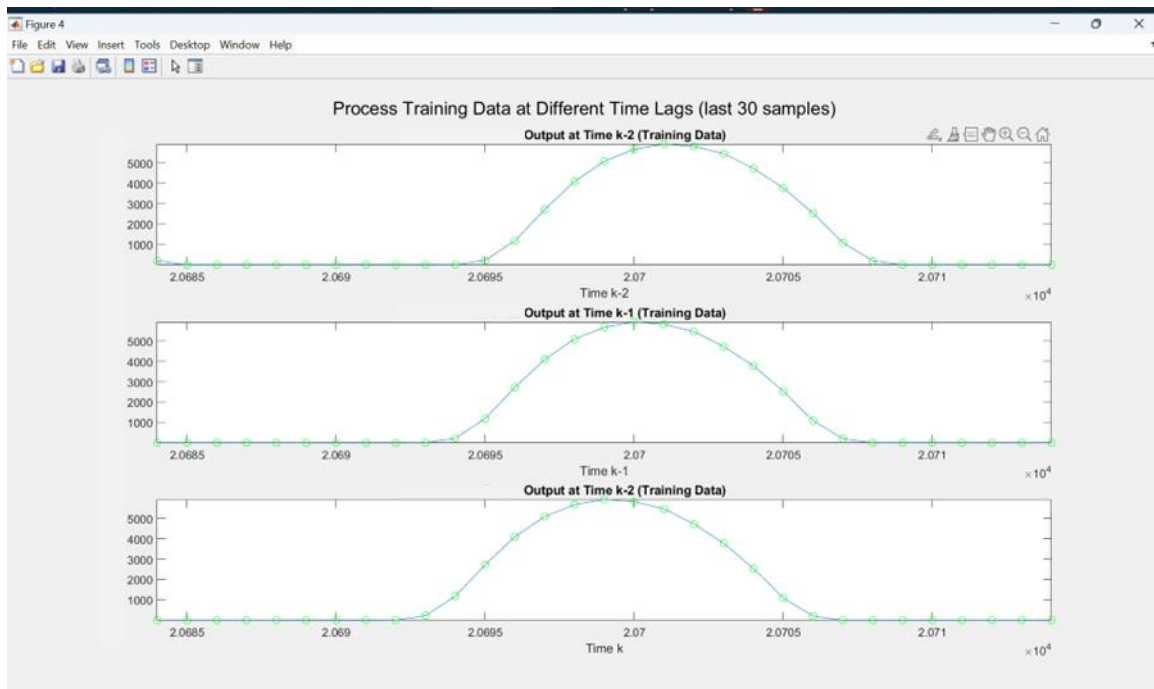 Figure 4
File Edit View Insert Tools Desktop Window Help
Process Training Data at Different Time Lags (last 30 samples)
Output at Time k-2 (Training Data)
5000
4000
3000
2000
1000
2.0685 2.069 2.0695 2.07 2.0705 2.071
Time k-2
×10⁴
Output at Time k-1 (Training Data)
5000
4000
3000
2000
1000
2.0685 2.069 2.0695 2.07 2.0705 2.071
Time k-1
×10⁴
Output at Time k-2 (Training Data)
5000
4000
3000
2000
1000
2.0685 2.069 2.0695 2.07 2.0705 2.071
Time k
×10⁴